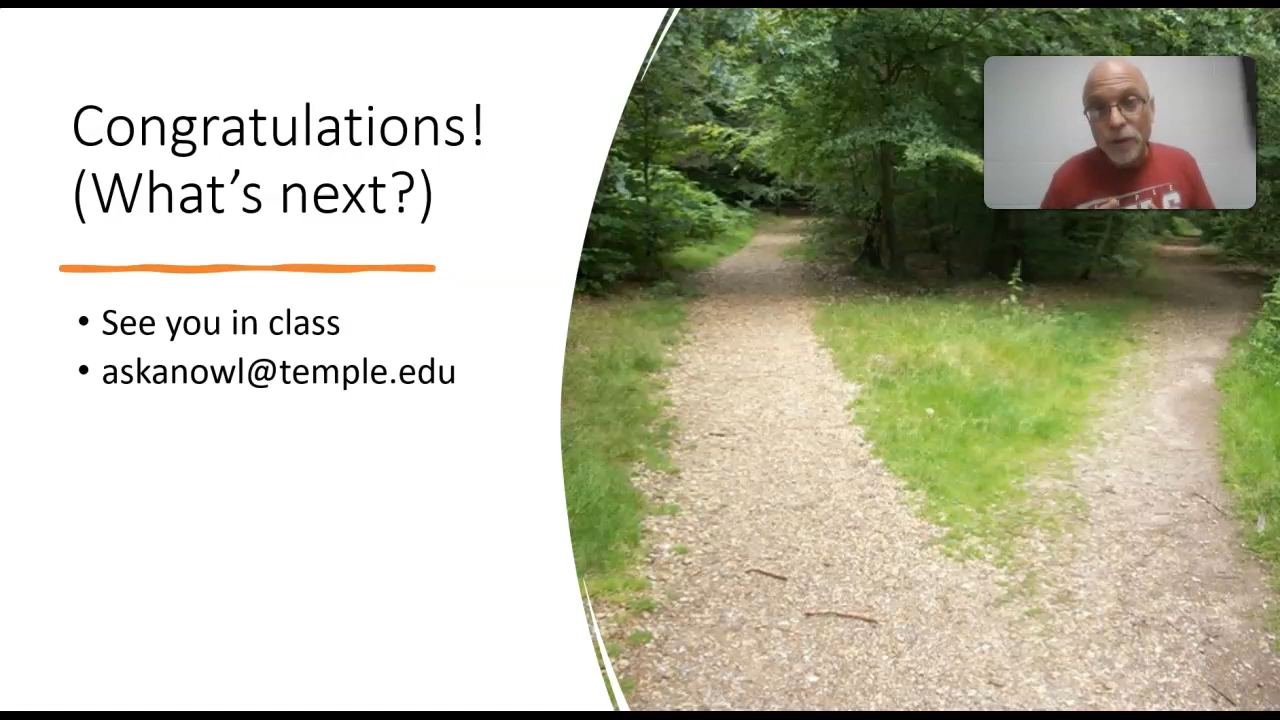 Congratulations!
(What's next?)
• See you in class
• askanowl@temple.edu